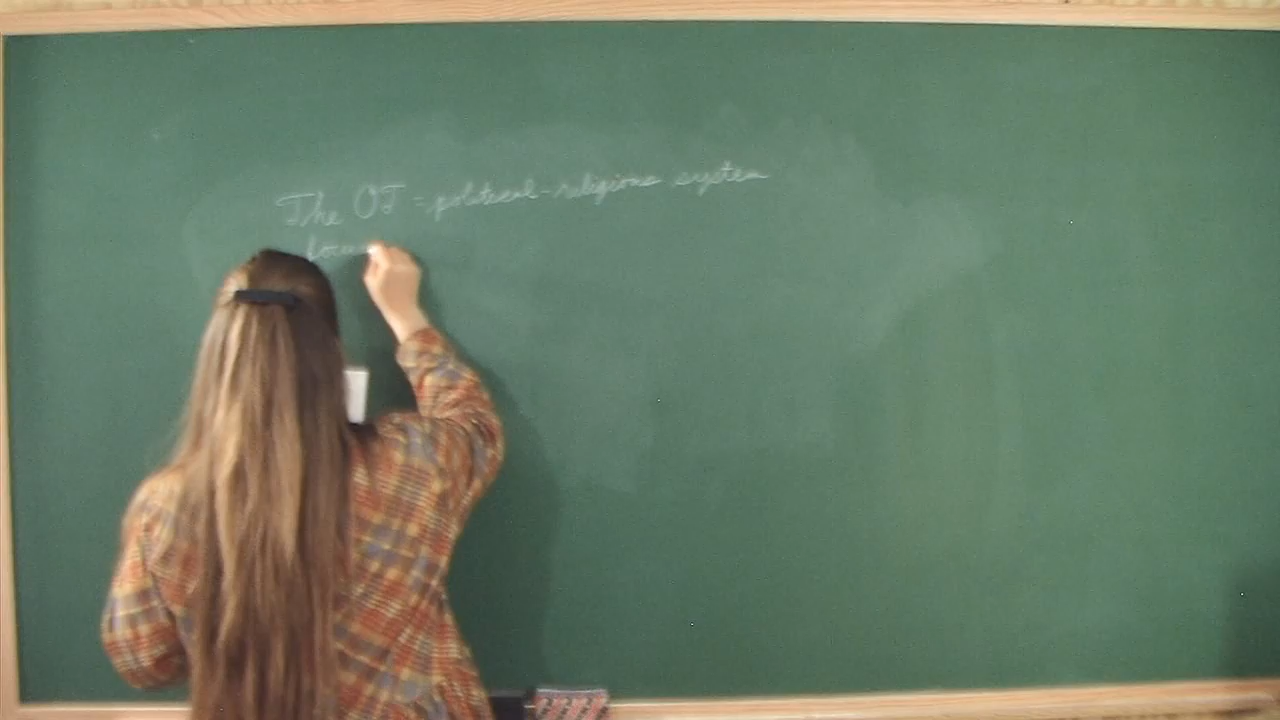 The OT = political-religious system